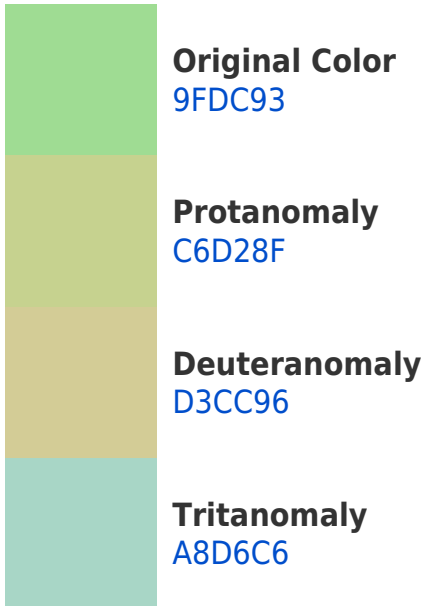 Original Color
9FDC93
Protanomaly
C6D28F
Deuteranomaly
D3CC96
Tritanomaly
A8D6C6